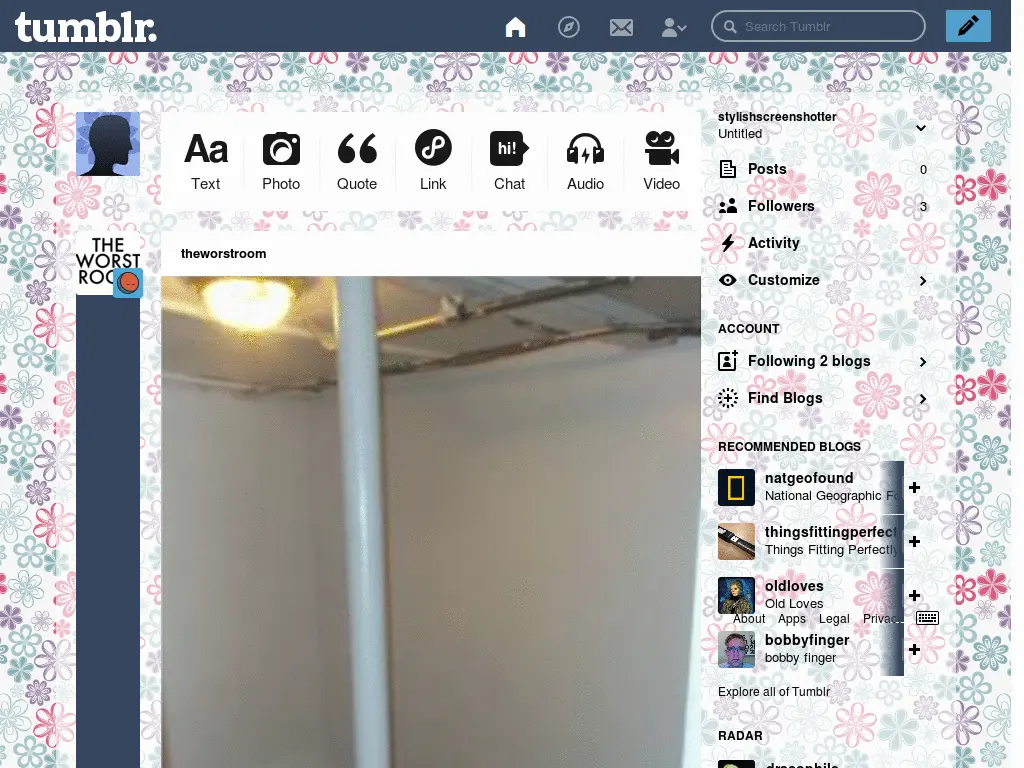 tumblr.
Search Tumblr
Aa
hi!
Text
Photo
Quote
Link
Chat
Audio
Video
THE
WORST
theworstroom
stylishscreenshotter
Untitled
Posts 0
Followers 3
Activity
Customize
ACCOUNT
Following 2 blogs
Find Blogs
RECOMMENDED BLOGS
natgeofound
National Geographic
thingsfittingperfect
Things Fitting Perfectly
oldloves
Old Loves
About Apps Legal Privac
bobbyfinger
bobby finger
Explore all of Tumblr
RADAR